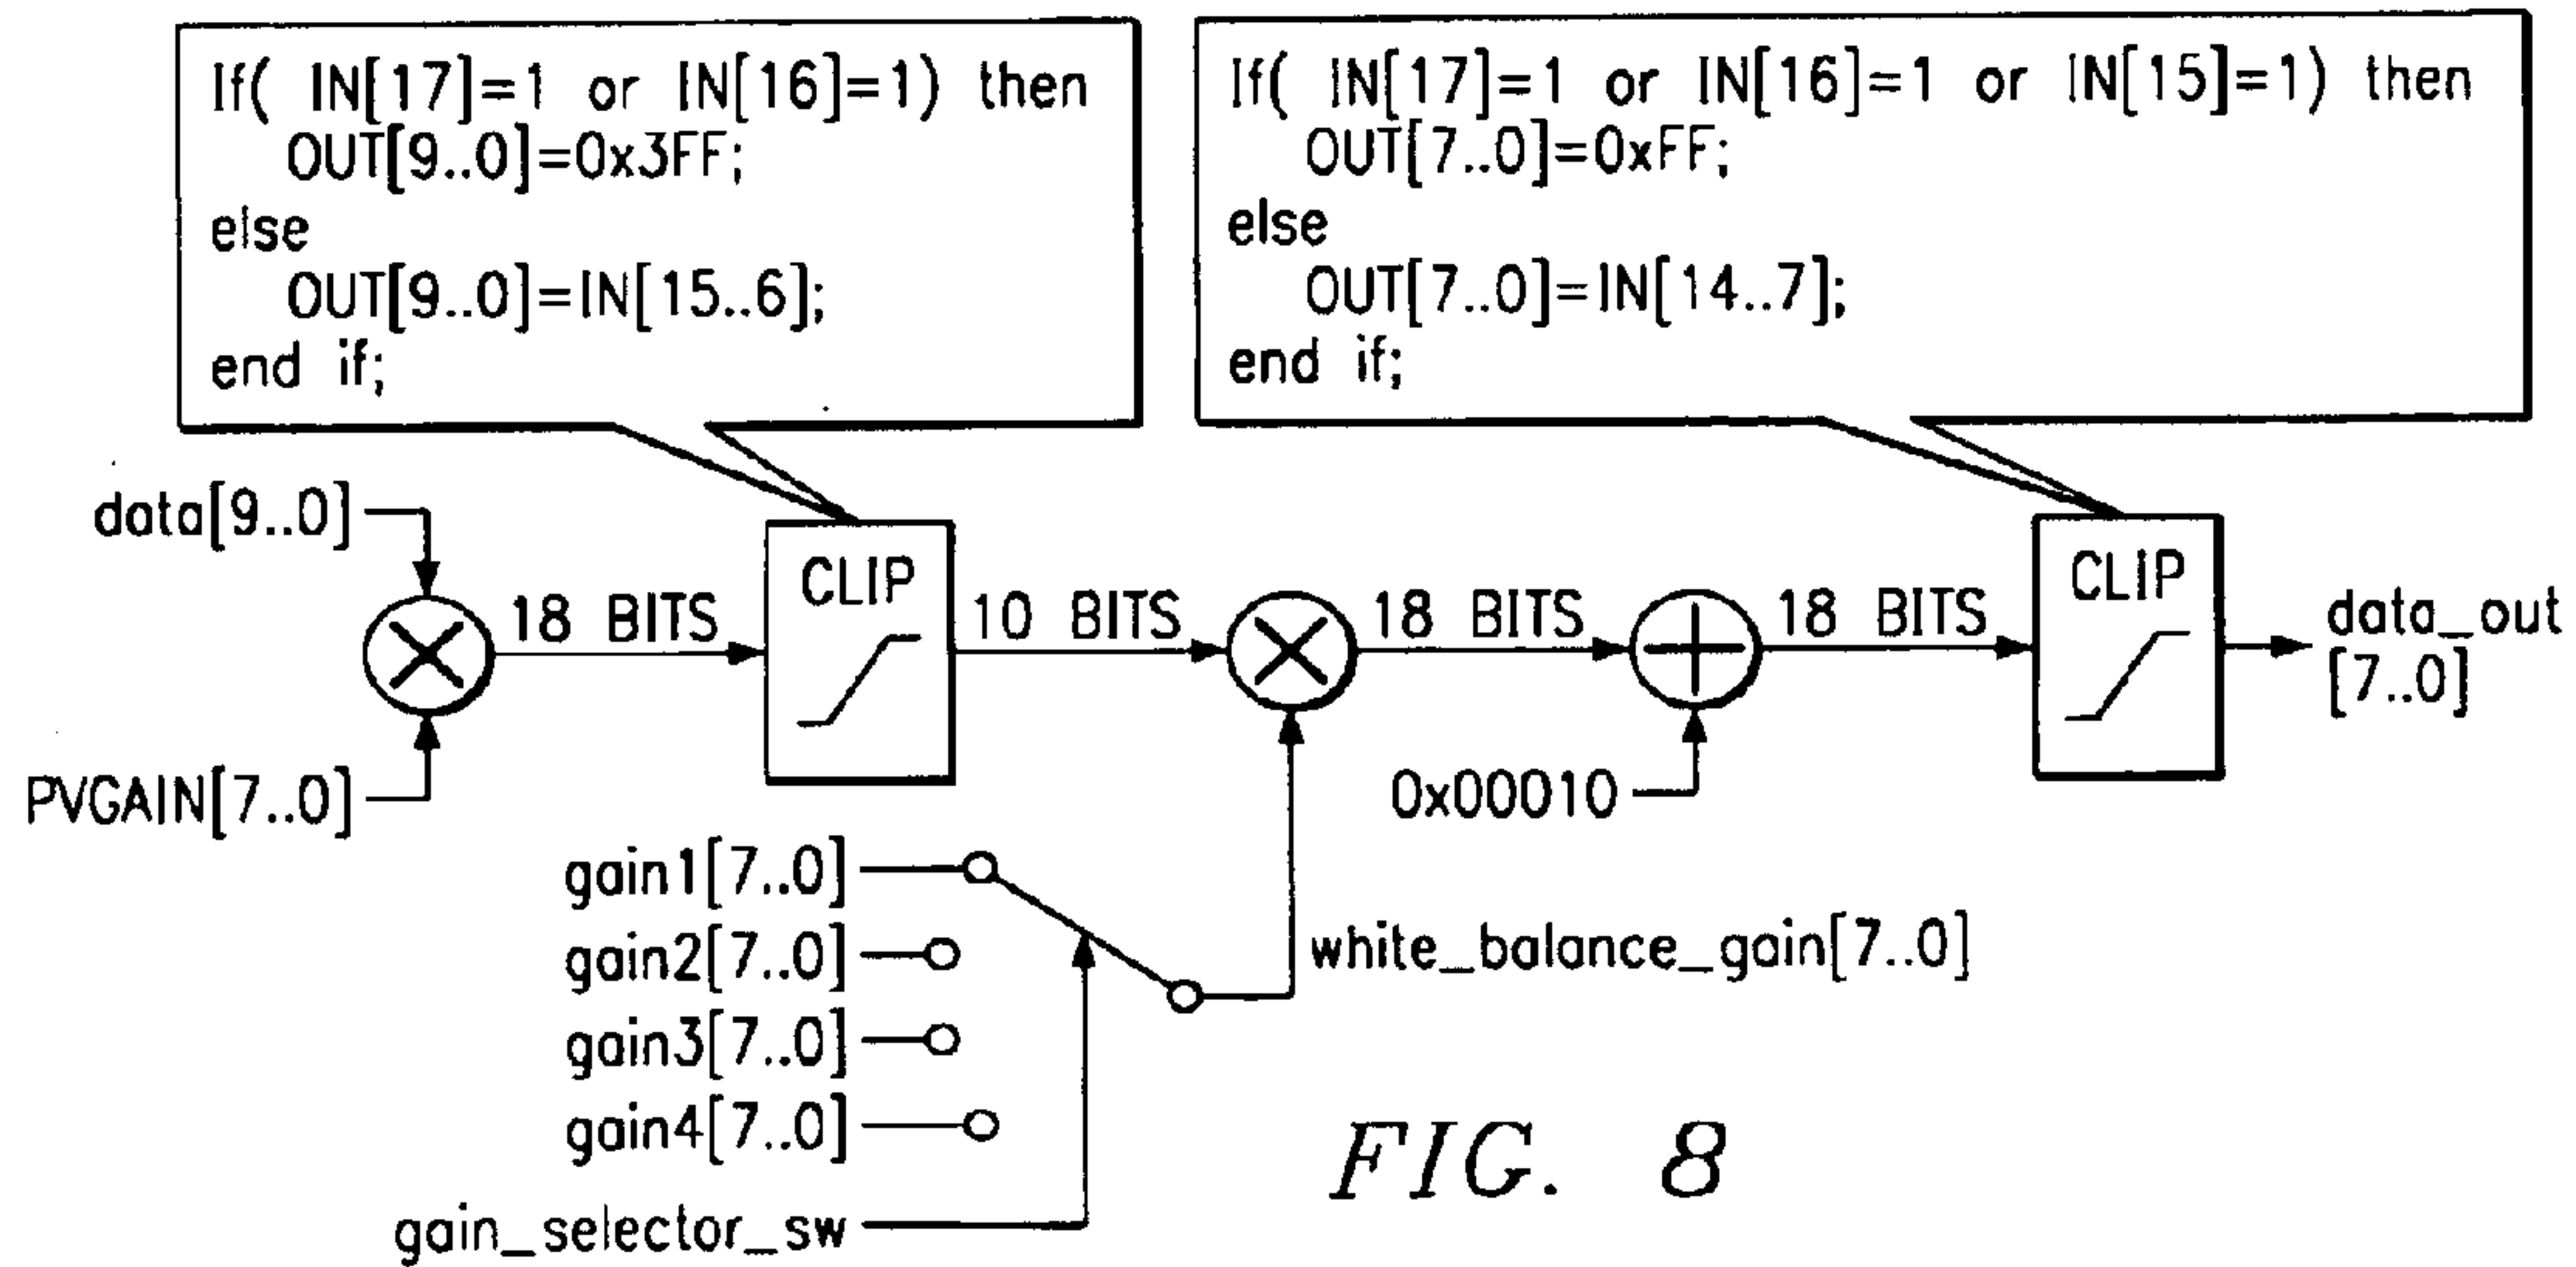 If( IN[17]=1 or IN[16]=1) then
OUT[9..0]=0x3FF;
else
OUT[9..0]=IN[15..6];
end if;
If( IN[17]=1 or IN[16]=1 or IN[15]=1) then
OUT[7..0]=0xFF;
else
OUT[7..0]=IN[14..7];
end if;
data[9..0]
PVGAIN[7..0]
18 BITS
CLIP
10 BITS
18 BITS
18 BITS
CLIP
data_out
[7..0]
0x00010
gain1[7..0]
gain2[7..0]
gain3[7..0]
gain4[7..0]
gain_selector_sw
white_balance_gain[7..0]
FIG. 8